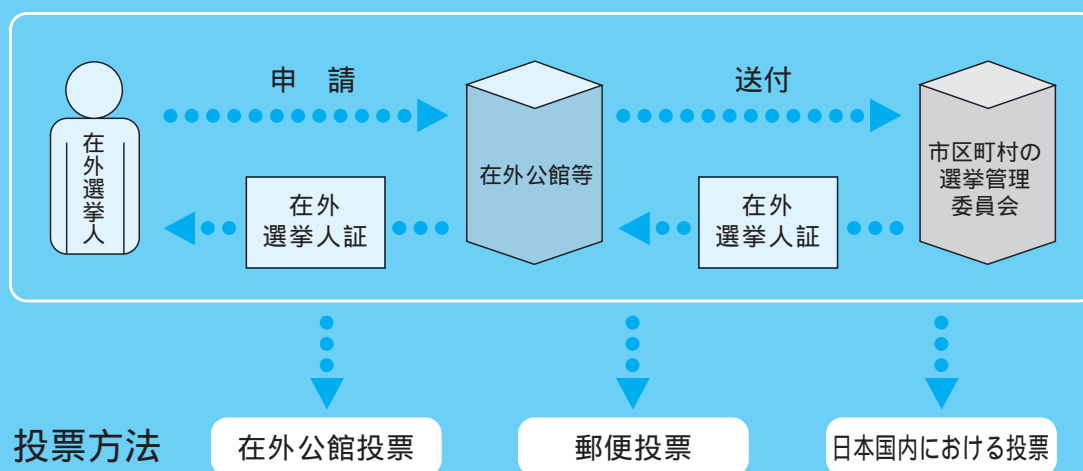 申　請
送付
在外選挙人
在外公館等
市区町村の
選挙管理
委員会
在外
選挙人証
在外
選挙人証
投票方法
在外公館投票
郵便投票
日本国内における投票